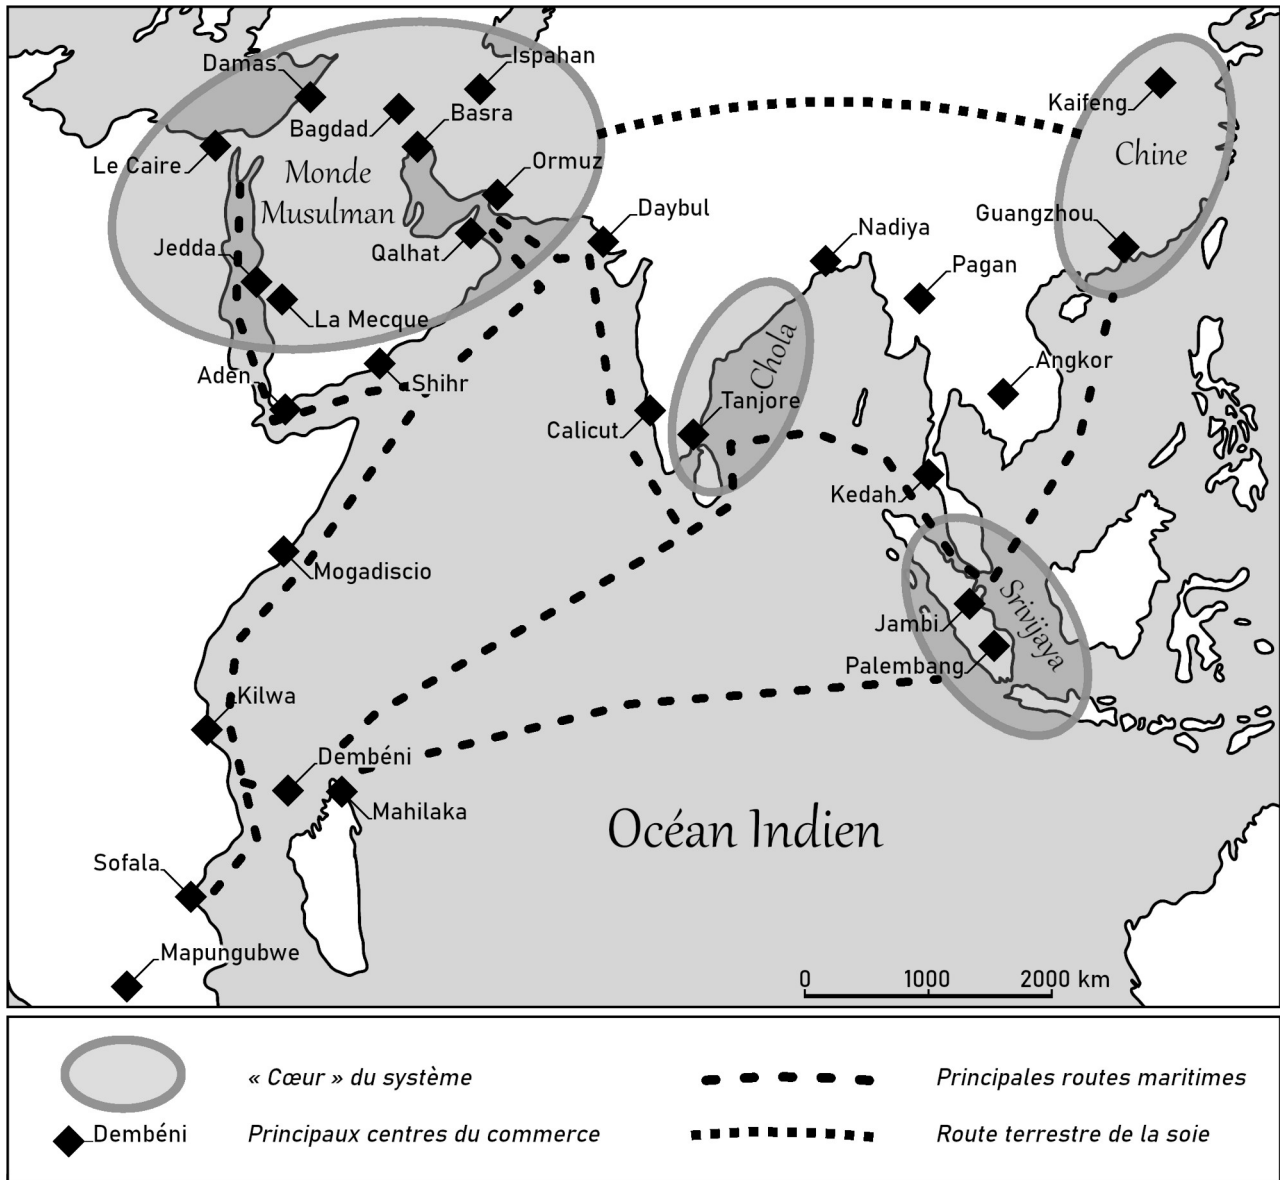 Ispahan
Damas
Kaifeng
Bagdad
Basra
Chine
Le Caire
Monde
Musulman
Ormuz
Daybul
Guangzhou
Nadiya
Jedda
Qalhat
Pagan
La Mecque
Chola
Angkor
Aden
Shihr
Tanjore
Calicut
Kedah
Mogadiscio
Srivijaya
Jambi
Palembang
Kilwa
Dembéni
Mahilaka
Océan Indien
Sofala
Mapungubwe
0 1000 2000 km
« Cœur » du système
Principales routes maritimes
Dembéni
Principaux centres du commerce
Route terrestre de la soie